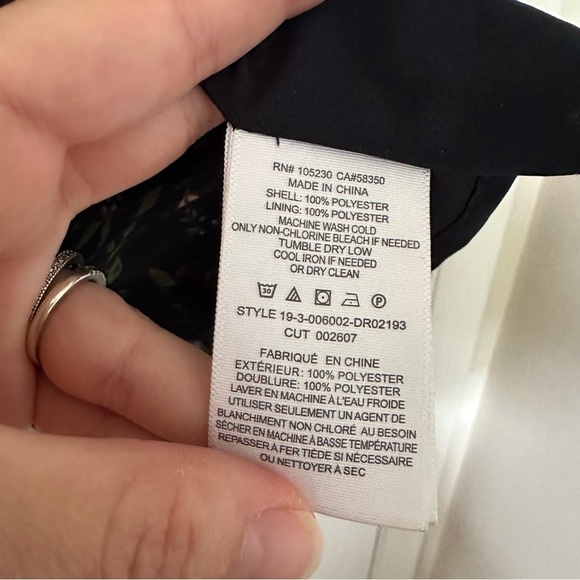 RN# 105230 CA#58350
MADE IN CHINA
SHELL: 100% POLYESTER
LINING: 100% POLYESTER
MACHINE WASH COLD
ONLY NON-CHLORINE BLEACH IF NEEDED
TUMBLE DRY LOW
COOL IRON IF NEEDED
OR DRY CLEAN
30 P
STYLE 19-3-006002-DR02193
CUT 002607
FABRIQUÉ EN CHINE
EXTÉRIEUR: 100% POLYESTER
DOUBLURE: 100% POLYESTER
LAVER EN MACHINE À L'EAU FROIDE
UTILISER SEULEMENT UN AGENT DE
BLANCHIMENT NON CHLORÉ AU BESOIN
SÉCHER EN MACHINE À BASSE TEMPÉRATURE
REPASSER À FER TIÈDE SI NÉCESSAIRE
OU NETTOYER À SEC